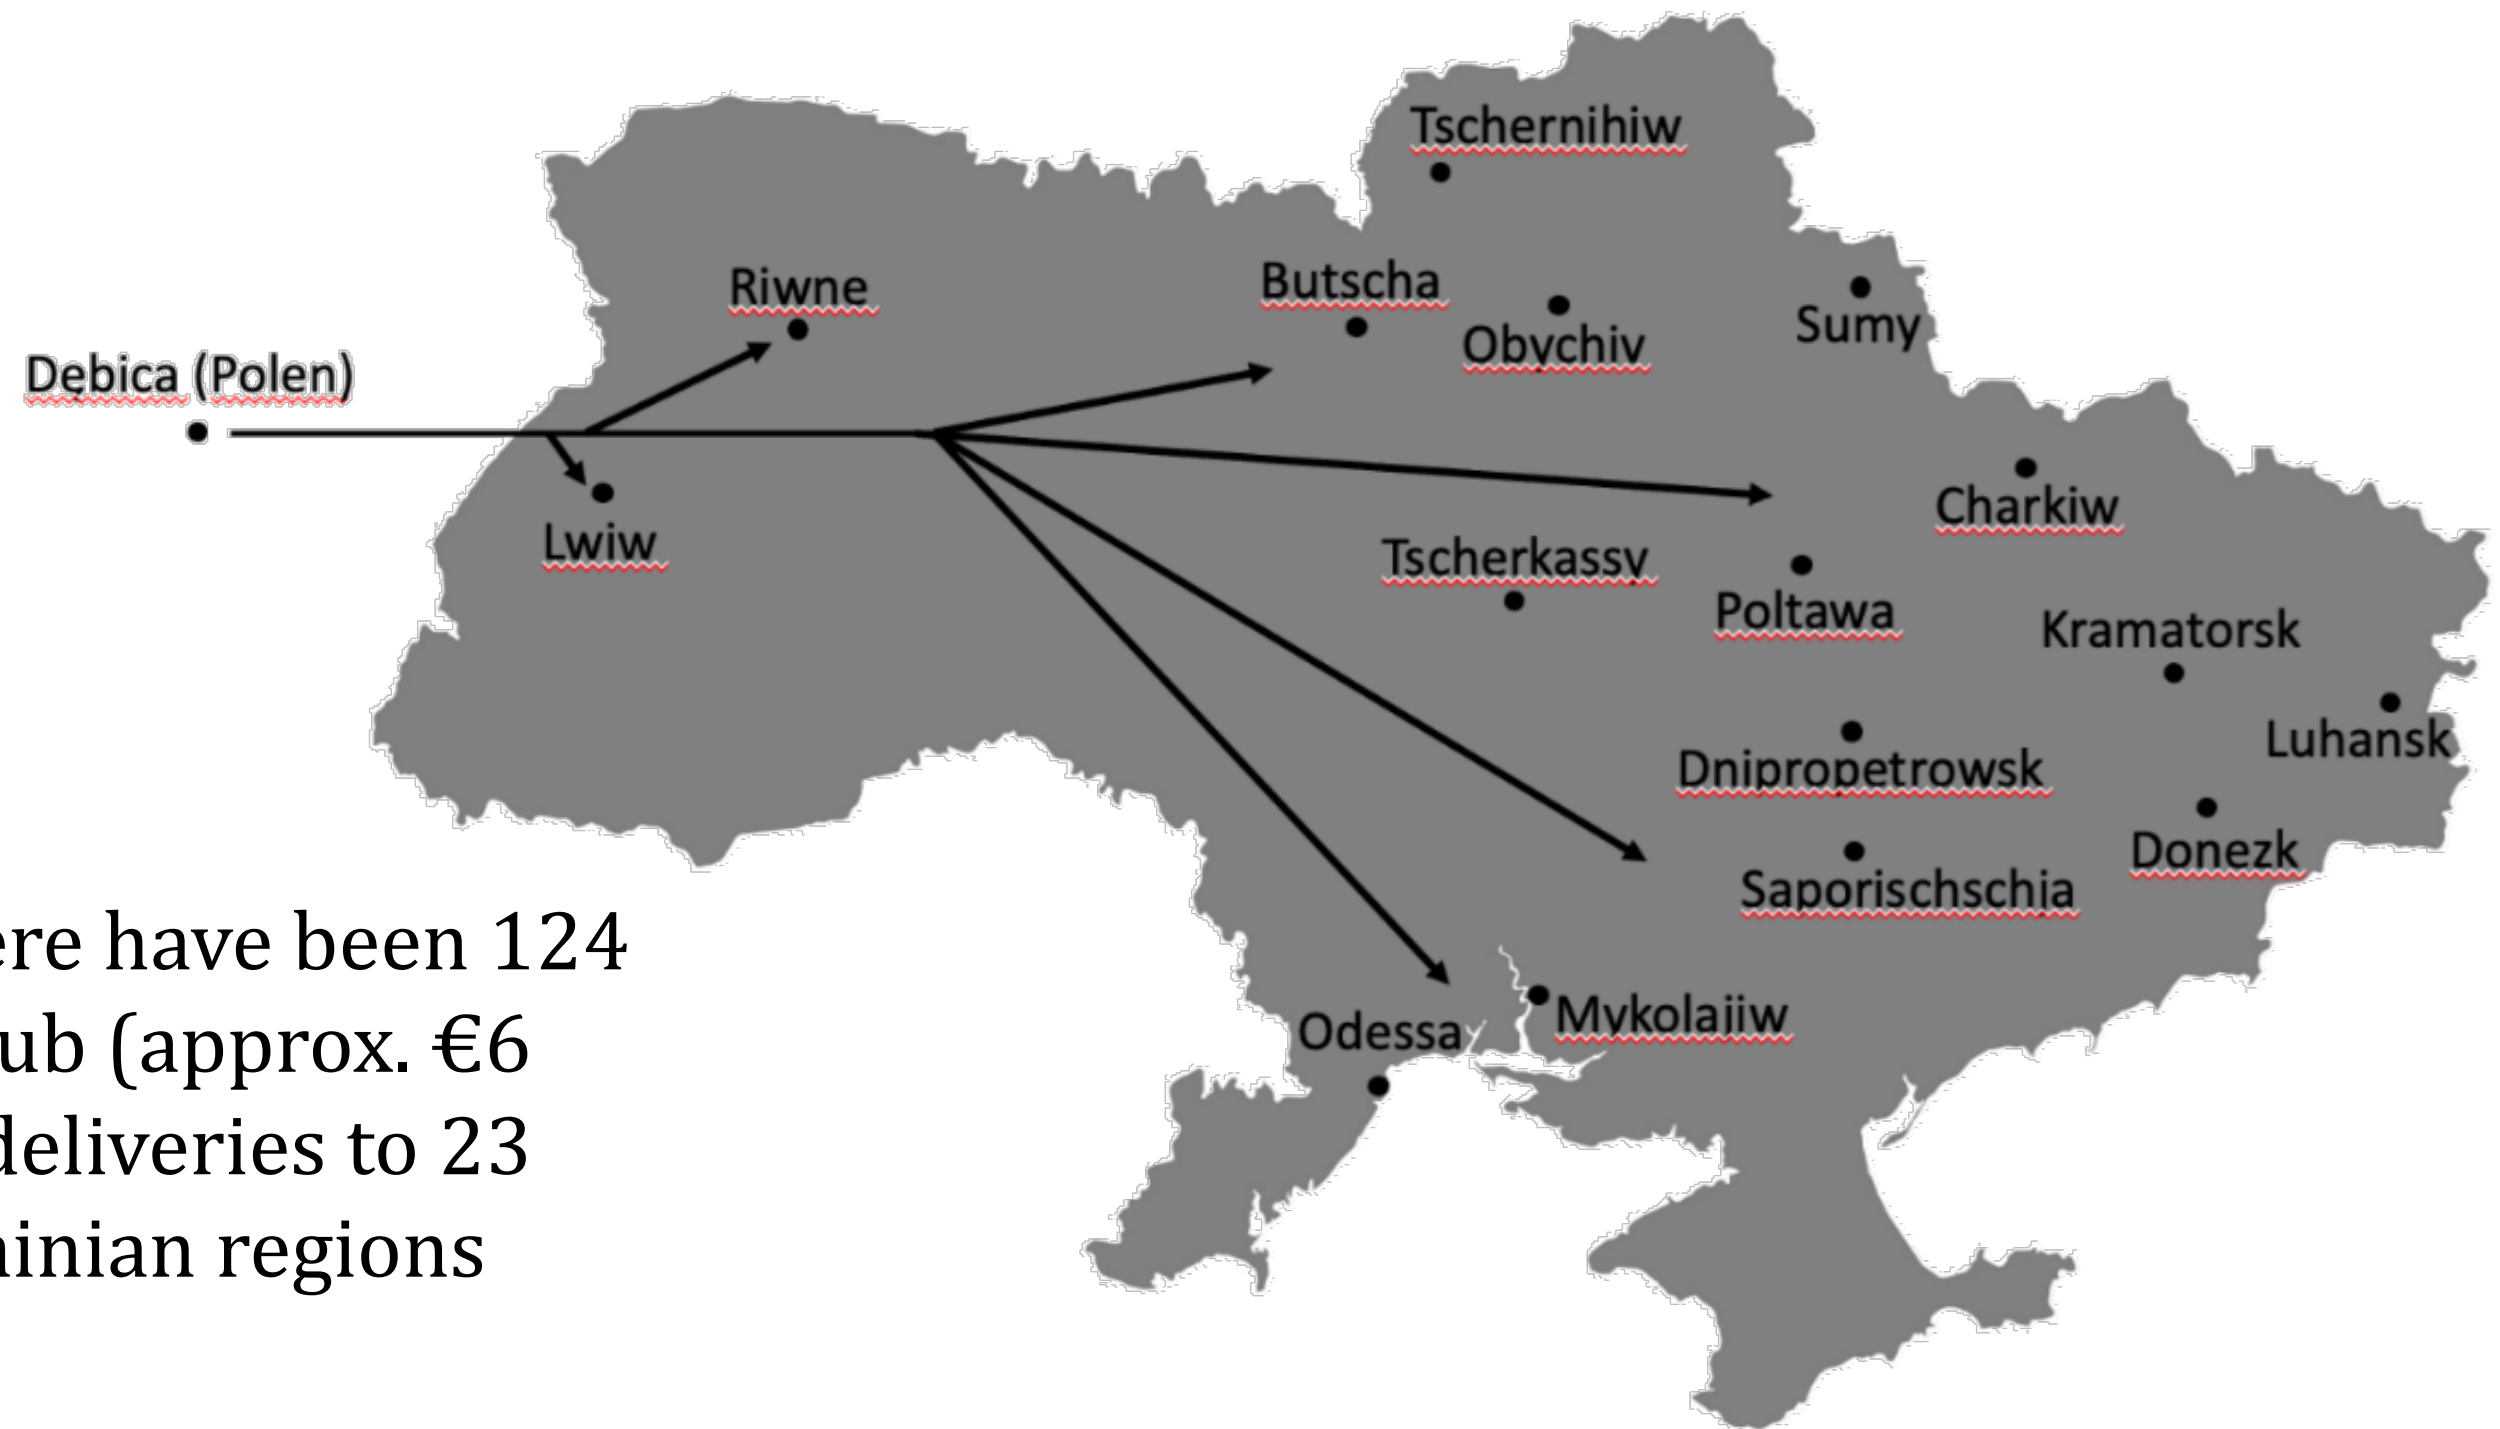 Tschernihiw
Riwne
Butscha
Obychiv
Sumy
Dębica (Polen)
Charkiw
Lwiw
Tscherkassy
Poltawa
Kramatorsk
Luhansk
Dnipropetrowsk
Donezk
Saporischschia
ere have been 124
Odessa
Mykolajiw
ub (approx. €6
deliveries to 23
inian regions